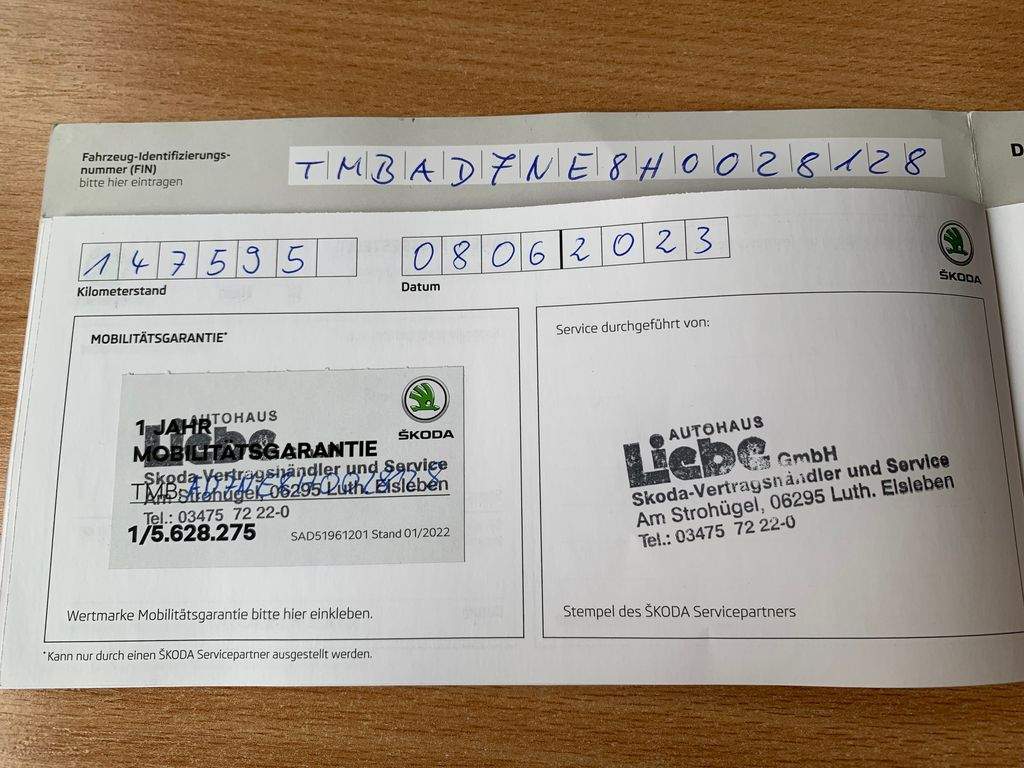 Fahrzeug-Identifizierungs-
nummer (FIN)
bitte hier eintragen
TMBAD7NE8H0028128
D
147595
Kilometerstand
08062023
Datum
ŠKODA
MOBILITÄTSGARANTIE*
AUTOHAUS
1 JAHR
Liebe
ŠKODA
MOBILITÄTSGARANTIE
Skoda-Vertragshändler und Service
TMB
Am Strohügel, 06295 Luth. Eisleben
Tel.: 03475 72 22-0
1/5.628.275
SAD51961201 Stand 01/2022
Wertmarke Mobilitätsgarantie bitte hier einkleben.
Service durchgeführt von:
AUTOHAUS
Liebe GmbH
Skoda-Vertragshändler und Service
Am Strohügel, 06295 Luth. Eisleben
Tel.: 03475 72 22-0
Stempel des ŠKODA Servicepartners
*Kann nur durch einen ŠKODA Servicepartner ausgestellt werden.